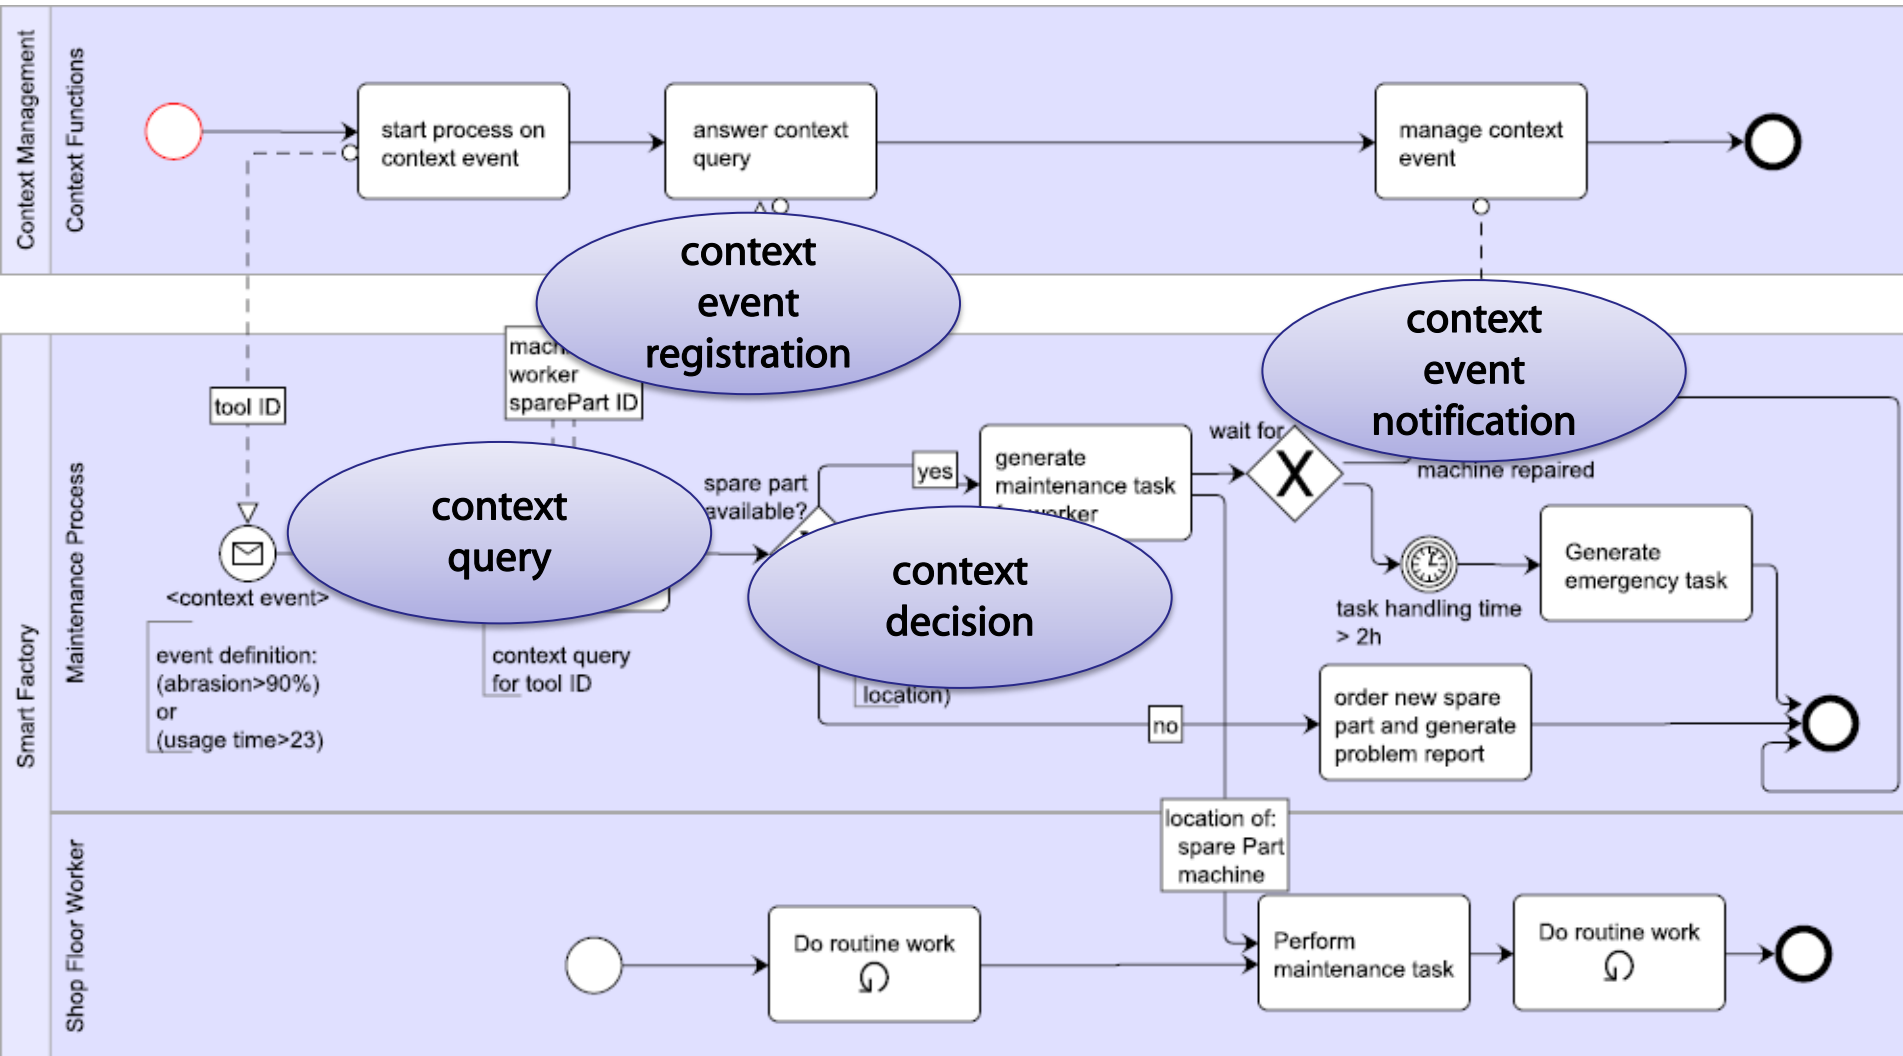 Context Management
Context Functions
start process on
context event
answer context
query
manage context
event
context
event
registration
context
event
notification
Smart Factory
Maintenance Process
tool ID
worker
sparePart ID
<context event>
event definition:
(abrasion>90%)
or
(usage time>23)
context
query
context query
for tool ID
spare part
available?
yes
no
context
decision
location)
generate
maintenance task
worker
wait for
machine repaired
task handling time
> 2h
Generate
emergency task
order new spare
part and generate
problem report
location of:
spare Part
machine
Shop Floor Worker
Do routine work
Perform
maintenance task
Do routine work